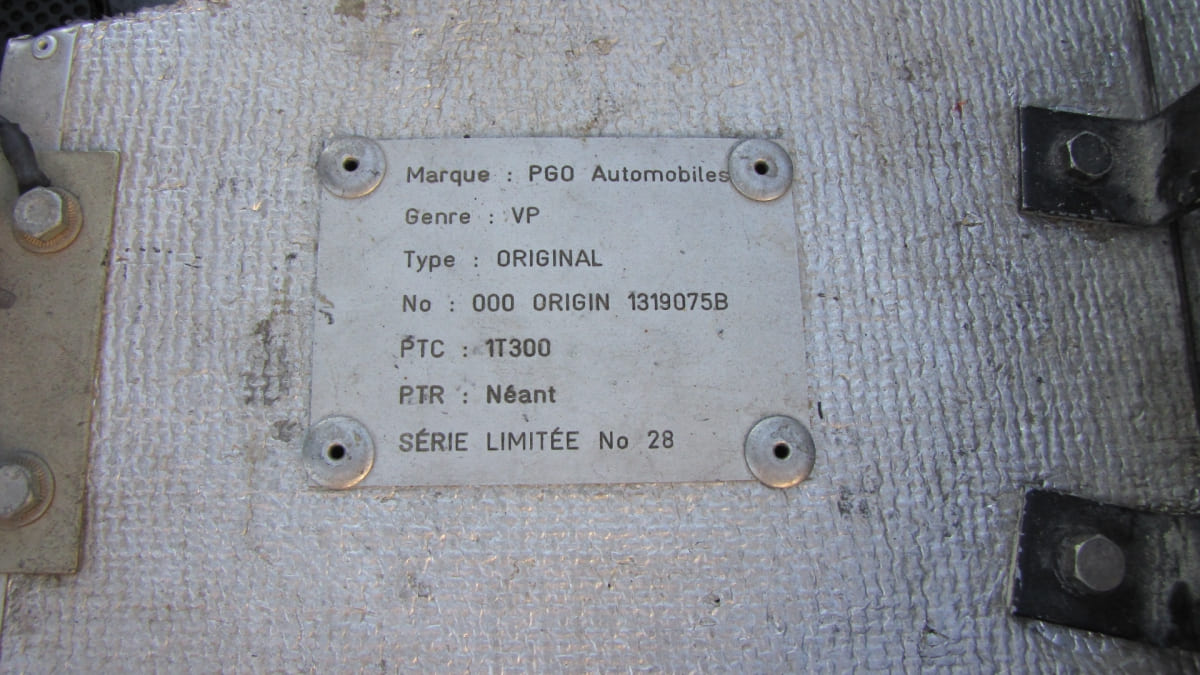 Marque : PGO Automobiles
Genre : VP
Type : ORIGINAL
No : 000 ORIGIN 1319075B
PTC : 1T300
PTR : Néant
SÉRIE LIMITÉE No 28